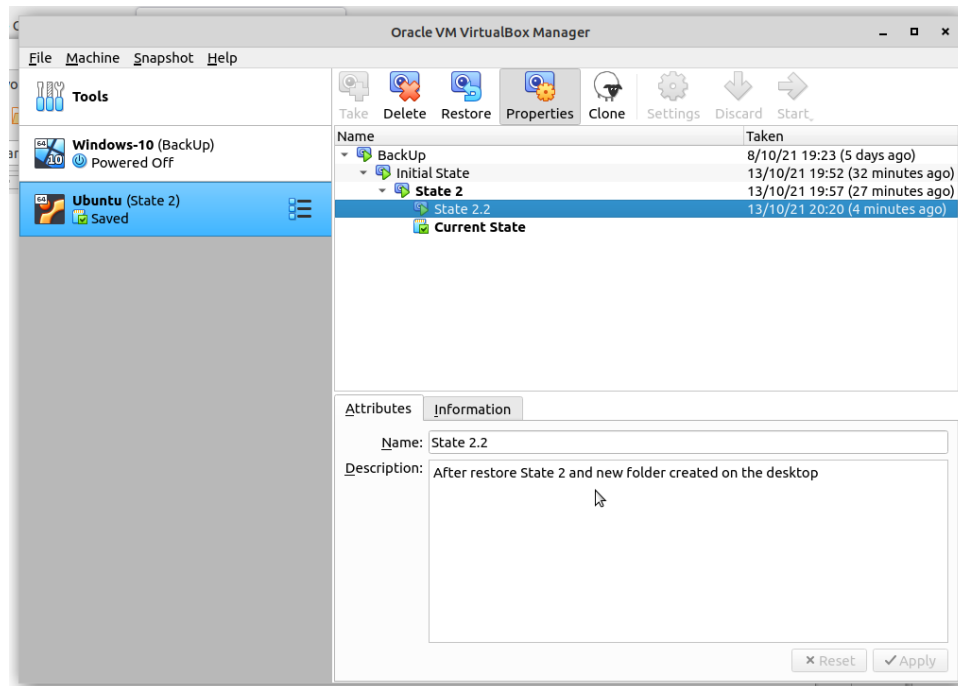 Oracle VM VirtualBox Manager
File Machine Snapshot Help
Tools
Take Delete Restore Properties Clone Settings Discard Start
Name Taken
64 10 Windows-10 (BackUp)
Powered Off
64 Ubuntu (State 2)
Saved
BackUp 8/10/21 19:23 (5 days ago)
Initial State 13/10/21 19:52 (32 minutes ago)
State 2 13/10/21 19:57 (27 minutes ago)
State 2.2 13/10/21 20:20 (4 minutes ago)
Current State
Attributes Information
Name: State 2.2
Description: After restore State 2 and new folder created on the desktop
Reset Apply